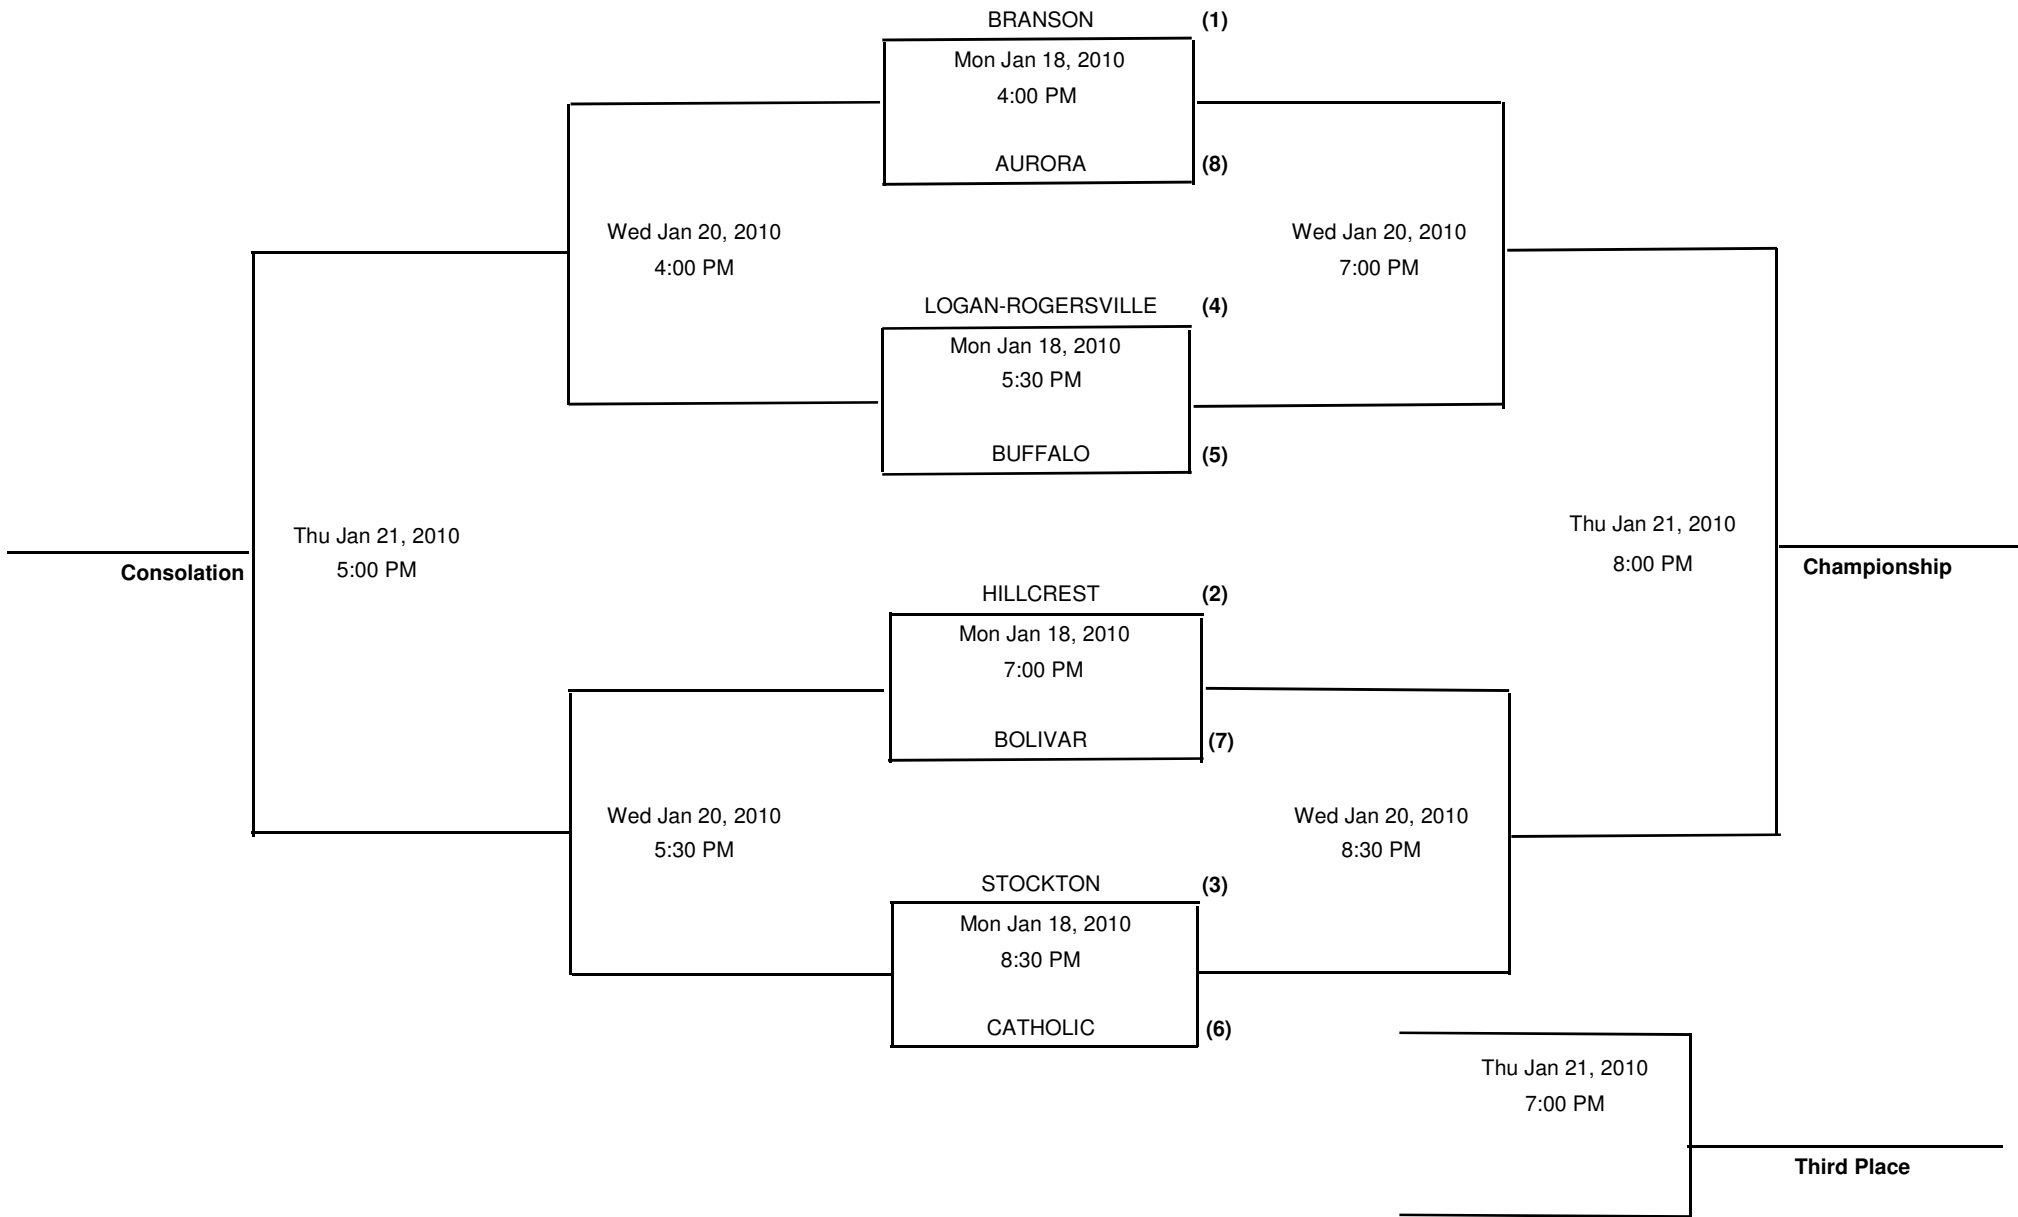 BRANSON (1)
Mon Jan 18, 2010
4:00 PM
AURORA (8)
Wed Jan 20, 2010
4:00 PM
Wed Jan 20, 2010
7:00 PM
LOGAN-ROGERSVILLE (4)
Mon Jan 18, 2010
5:30 PM
BUFFALO (5)
Thu Jan 21, 2010
5:00 PM
Consolation
Thu Jan 21, 2010
8:00 PM
Championship
HILLCREST (2)
Mon Jan 18, 2010
7:00 PM
BOLIVAR (7)
Wed Jan 20, 2010
5:30 PM
Wed Jan 20, 2010
8:30 PM
STOCKTON (3)
Mon Jan 18, 2010
8:30 PM
CATHOLIC (6)
Thu Jan 21, 2010
7:00 PM
Third Place